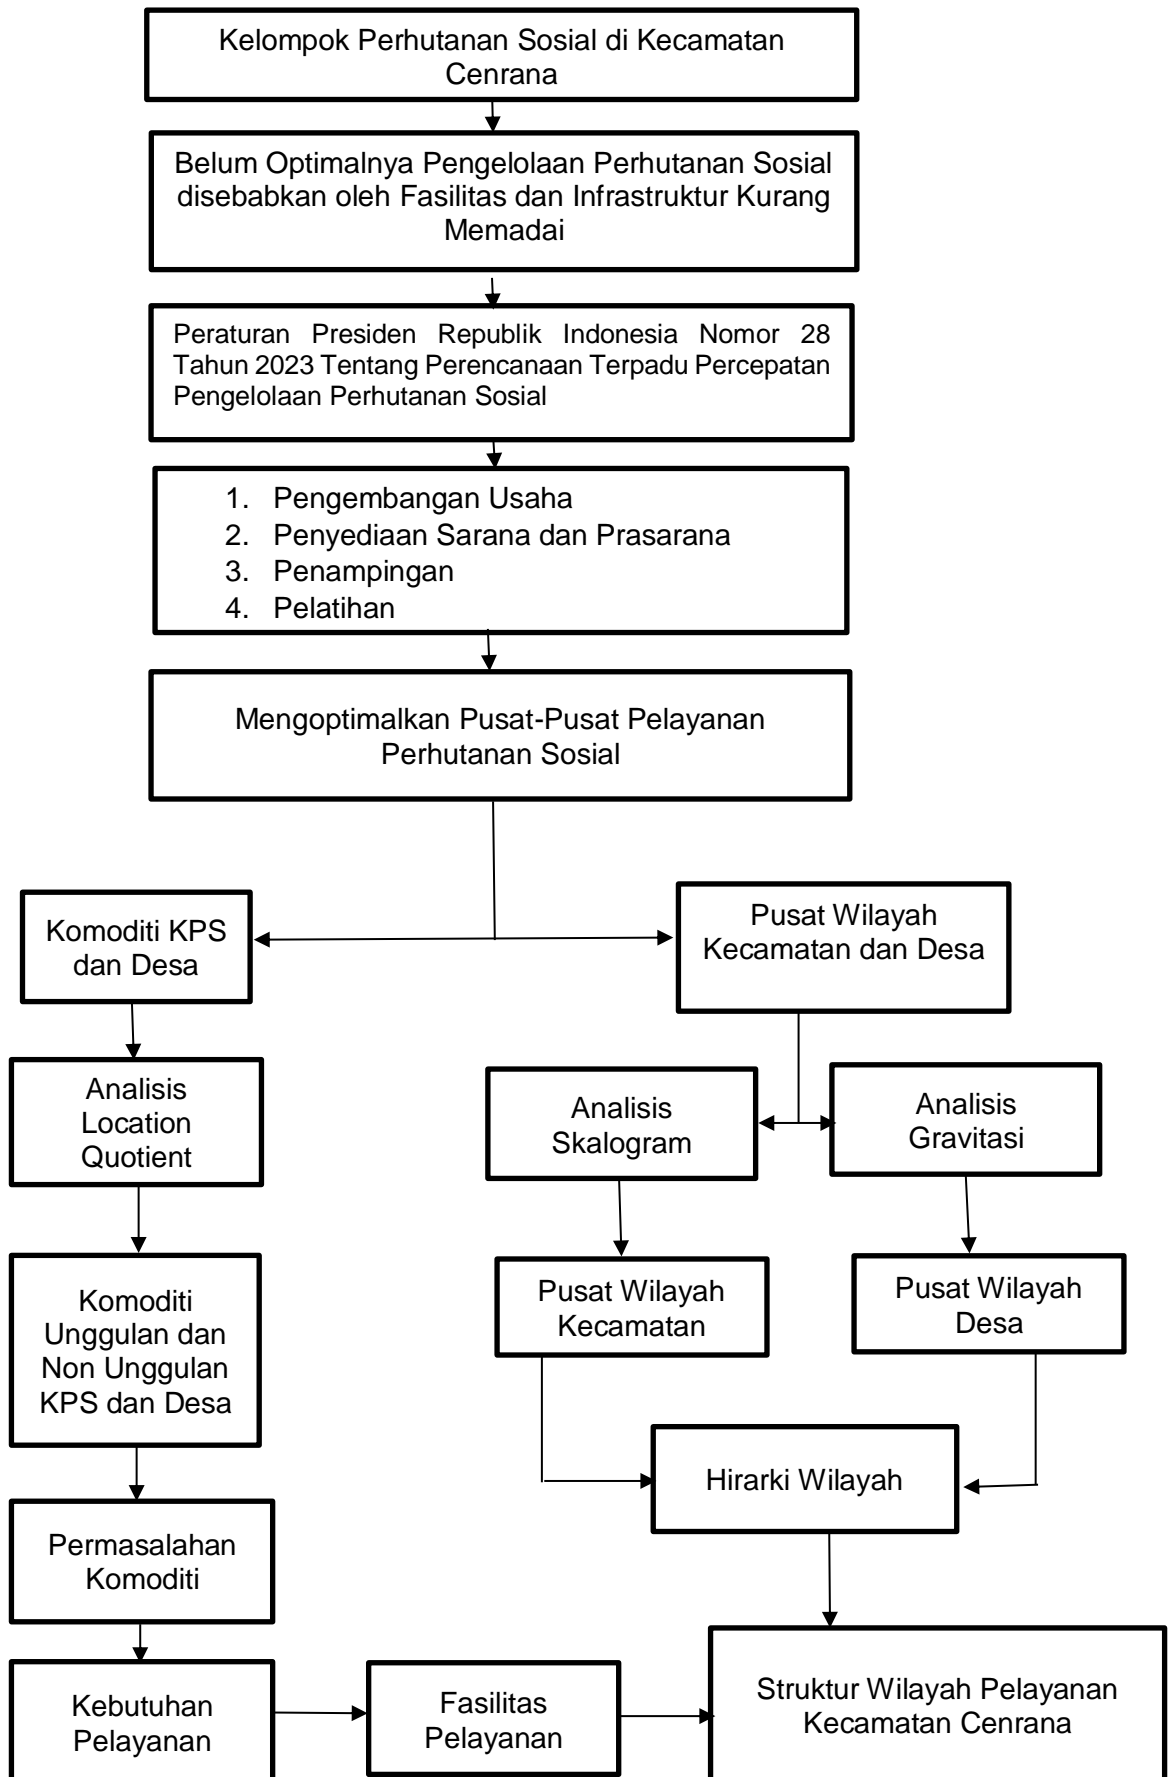 Kelompok Perhutanan Sosial di Kecamatan
Cenrana
Belum Optimalnya Pengelolaan Perhutanan Sosial
disebabkan oleh Fasilitas dan Infrastruktur Kurang
Memadai
Peraturan Presiden Republik Indonesia Nomor 28
Tahun 2023 Tentang Perencanaan Terpadu Percepatan
Pengelolaan Perhutanan Sosial
1. Pengembangan Usaha
2. Penyediaan Sarana dan Prasarana
3. Penampingan
4. Pelatihan
Mengoptimalkan Pusat-Pusat Pelayanan
Perhutanan Sosial
Komoditi KPS
dan Desa
Pusat Wilayah
Kecamatan dan Desa
Analisis
Location
Quotient
Analisis
Skalogram
Analisis
Gravitasi
Komoditi
Unggulan dan
Non Unggulan
KPS dan Desa
Pusat Wilayah
Kecamatan
Pusat Wilayah
Desa
Hirarki Wilayah
Permasalahan
Komoditi
Kebutuhan
Pelayanan
Fasilitas
Pelayanan
Struktur Wilayah Pelayanan
Kecamatan Cenrana